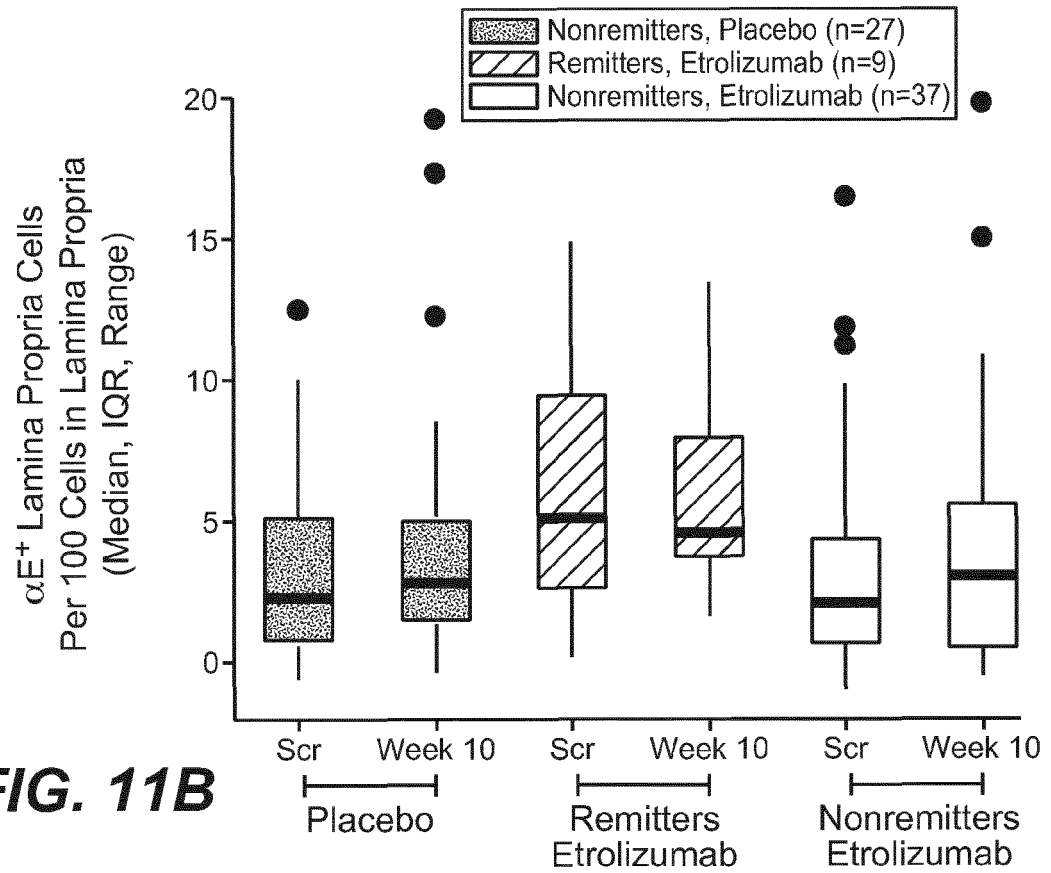 Nonremitters, Placebo (n=27)
Remitters, Etrolizumab (n=9)
Nonremitters, Etrolizumab (n=37)
αE+ Lamina Propria Cells
Per 100 Cells in Lamina Propria
(Median, IQR, Range)
20
15
10
5
0
Scr Week 10 Scr Week 10 Scr Week 10
Placebo Remitters Nonremitters
Etrolizumab Etrolizumab
FIG. 11B